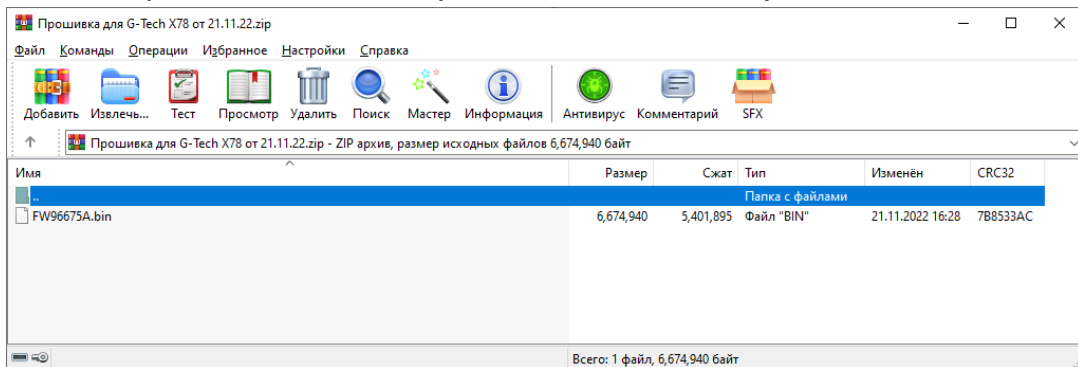 Прошивка для G-Tech X78 от 21.11.22.zip
Файл Команды Операции Избранное Настройки Справка
Добавить Извлечь... Тест Просмотр Удалить Поиск Мастер Информация Антивирус Комментарий SFX
Прошивка для G-Tech X78 от 21.11.22.zip - ZIP архив, размер исходных файлов 6,674,940 байт
Имя Размер Сжат Тип Изменён CRC32
.. Папка с файлами
FW96675A.bin 6,674,940 5,401,895 Файл "BIN" 21.11.2022 16:28 7B8533AC
Всего: 1 файл, 6,674,940 байт